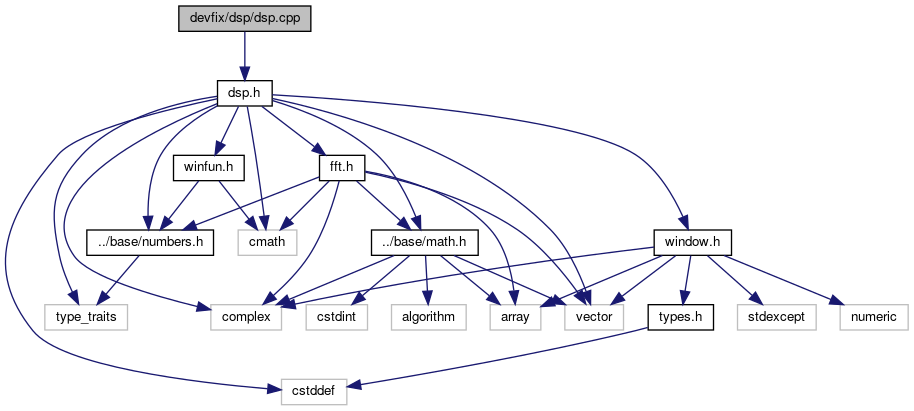 devfix/dsp/dsp.cpp
dsp.h
winfun.h
fft.h
../base/numbers.h
cmath
../base/math.h
window.h
type_traits
complex
cstdint
algorithm
array
vector
types.h
stdexcept
numeric
cstddef